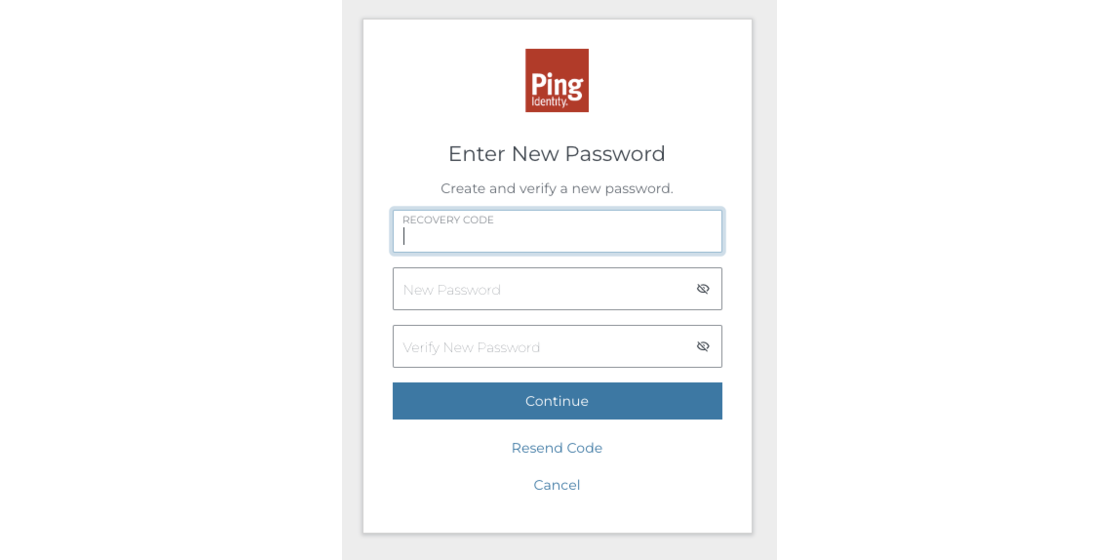 Ping
Identity.
Enter New Password
Create and verify a new password.
RECOVERY CODE
New Password
Verify New Password
Continue
Resend Code
Cancel